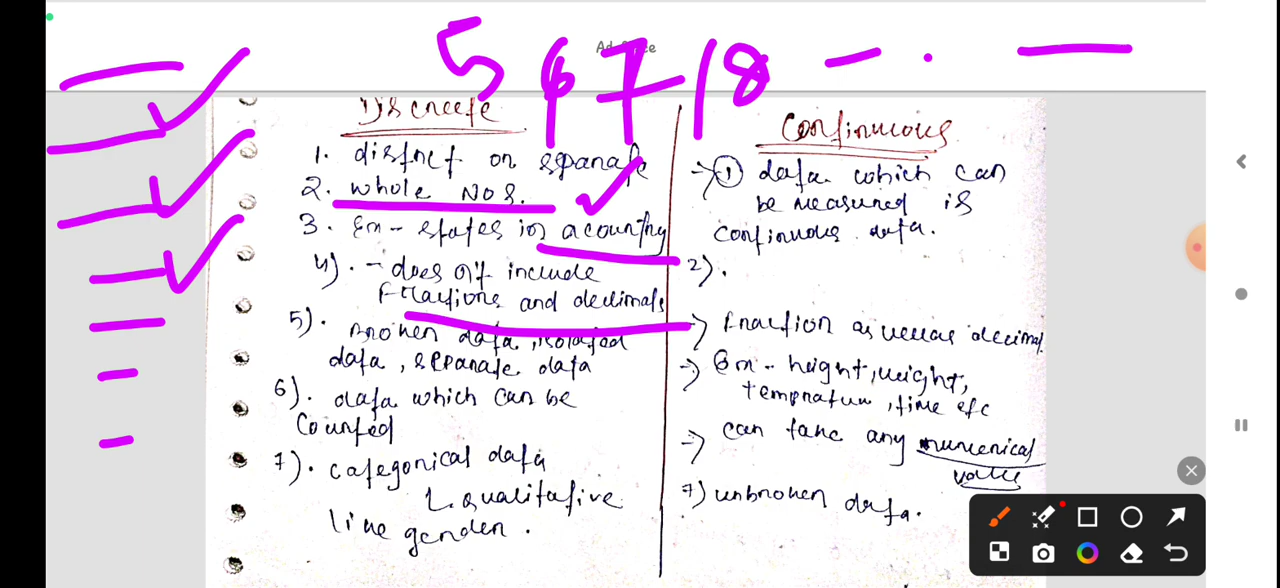 5 6 7 | 8 — . —
Discrete
1. distnct or separate
2. whole NOS.
3. Ex - states in a country
4). - does not include
fractions and decimals
5). Broken data, isolated
data, separate data
6). data which can be
Counted
7). Categorical data
qualitative
like gender.
Continuous
→ ① data which can
be measured is
continuous data.
2).
→ fraction as well as decimal
→ Ex - height, weight,
tempratur, time etc
→ can take any numerical
value
7) unbroken data.